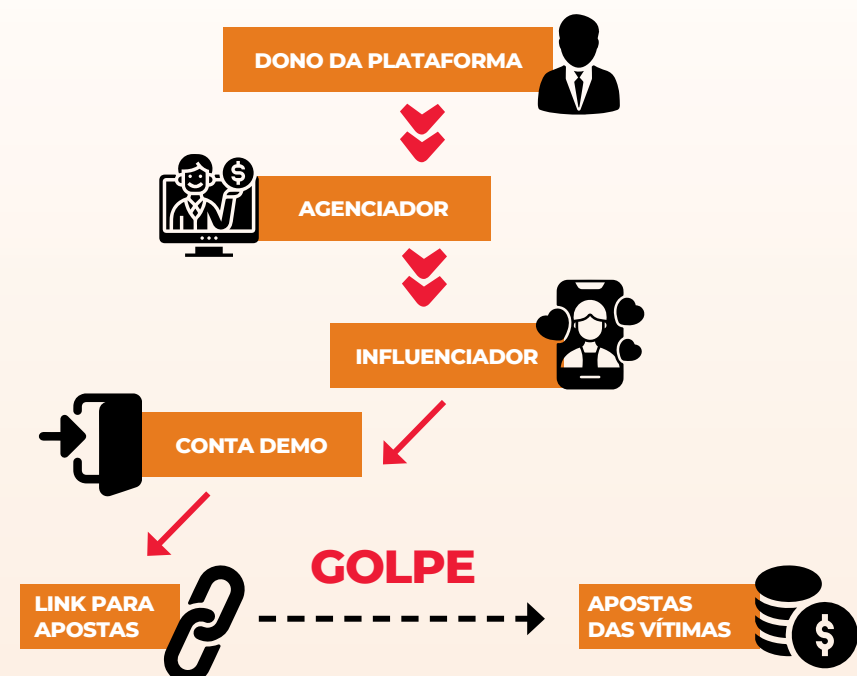 DONO DA PLATAFORMA
AGENCIADOR
INFLUENCIADOR
CONTA DEMO
GOLPE
LINK PARA
APOSTAS
APOSTAS
DAS VÍTIMAS